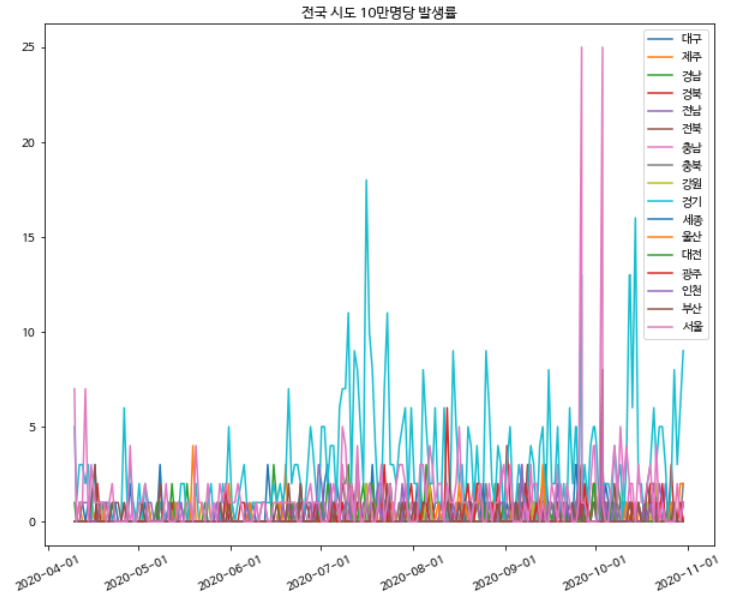 전국 시도 10만명당 발생률
25
20
15
10
5
0
대구
제주
경남
경북
전남
전북
충남
충북
강원
경기
세종
울산
대전
광주
인천
부산
서울
2020-04-01
2020-05-01
2020-06-01
2020-07-01
2020-08-01
2020-09-01
2020-10-01
2020-11-01